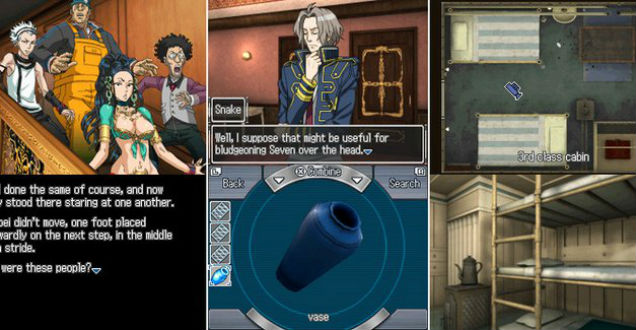 done the same of course, and now
stood there staring at one another.
didn't move, one foot placed
on the next step, in the middle
stride.
were these people?
Snake
Well, I suppose that might be useful for
bludgeoning Seven over the head.
Back
Combine
Search
vase
3rd class cabin